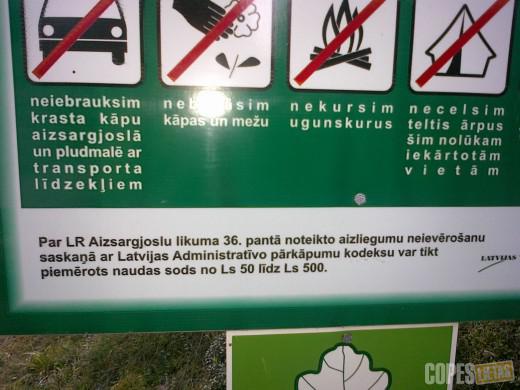 neiebrauksim
krasta kāpu
aizsargjoslā
un pludmalē ar
transporta
līdzekļiem
kāpas un mežu
nekursim
ugunskurus
necelsim
teltis ārpus
šim nolūkam
iekārtotām
vietām
Par LR Aizsargjoslu likuma 36. pantā noteikto aizliegumu neievērošanu
saskaņā ar Latvijas Administratīvo pārkāpumu kodeksu var tikt
piemērots naudas sods no Ls 50 līdz Ls 500.
LATVIJAS
COPES
LIETAS